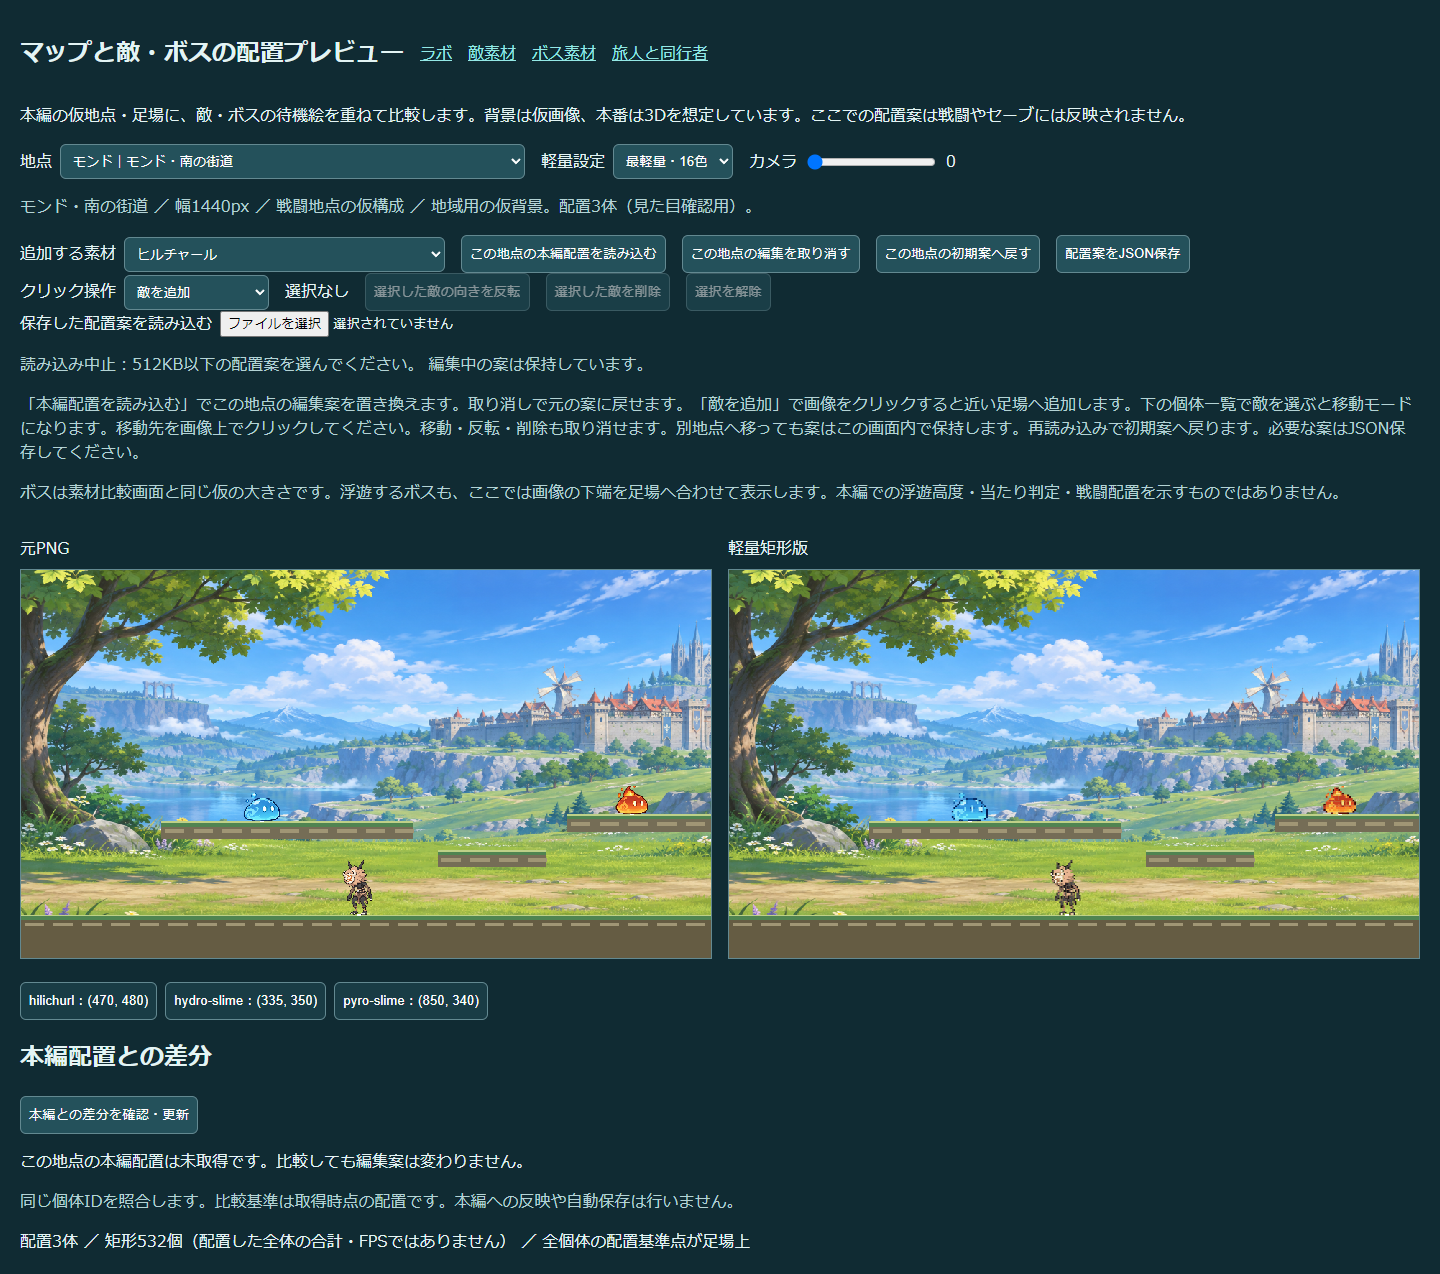 マップと敵・ボスの配置プレビュー ラボ 敵素材 ボス素材 旅人と同行者
本編の仮地点・足場に、敵・ボスの待機絵を重ねて比較します。背景は仮画像、本番は3Dを想定しています。ここでの配置案は戦闘やセーブには反映されません。
地点 モンド｜モンド・南の街道 軽量設定 最軽量・16色 カメラ 0
モンド・南の街道 ／ 幅1440px ／ 戦闘地点の仮構成 ／ 地域用の仮背景。配置3体（見た目確認用）。
追加する素材 ヒルチャール この地点の本編配置を読み込む この地点の編集を取り消す この地点の初期案へ戻す 配置案をJSON保存
クリック操作 敵を追加 選択なし 選択した敵の向きを反転 選択した敵を削除 選択を解除
保存した配置案を読み込む ファイルを選択 選択されていません
読み込み中止：512KB以下の配置案を選んでください。 編集中の案は保持しています。
「本編配置を読み込む」でこの地点の編集案を置き換えます。取り消しで元の案に戻せます。「敵を追加」で画像をクリックすると近い足場へ追加します。下の個体一覧で敵を選ぶと移動モード
になります。移動先を画像上でクリックしてください。移動・反転・削除も取り消せます。別地点へ移っても案はこの画面内で保持します。再読み込みで初期案へ戻ります。必要な案はJSON保
存してください。
ボスは素材比較画面と同じ仮の大きさです。浮遊するボスも、ここでは画像の下端を足場へ合わせて表示します。本編での浮遊高度・当たり判定・戦闘配置を示すものではありません。
元PNG 軽量矩形版
hilichurl：(470, 480) hydro-slime：(335, 350) pyro-slime：(850, 340)
本編配置との差分
本編との差分を確認・更新
この地点の本編配置は未取得です。比較しても編集案は変わりません。
同じ個体IDを照合します。比較基準は取得時点の配置です。本編への反映や自動保存は行いません。
配置3体 ／ 矩形532個（配置した全体の合計・FPSではありません） ／ 全個体の配置基準点が足場上